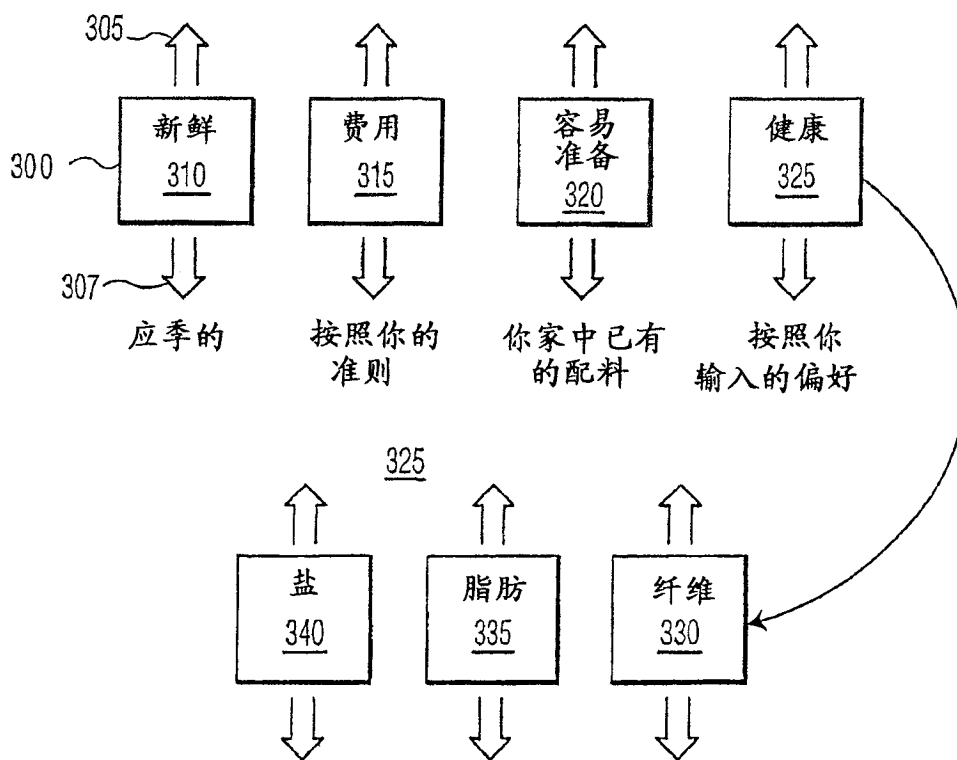 305
新鲜
310
费用
315
容易
准备
320
健康
325
300
307
应季的
按照你的
准则
你家中已有
的配料
按照你
输入的偏好
325
盐
340
脂肪
335
纤维
330